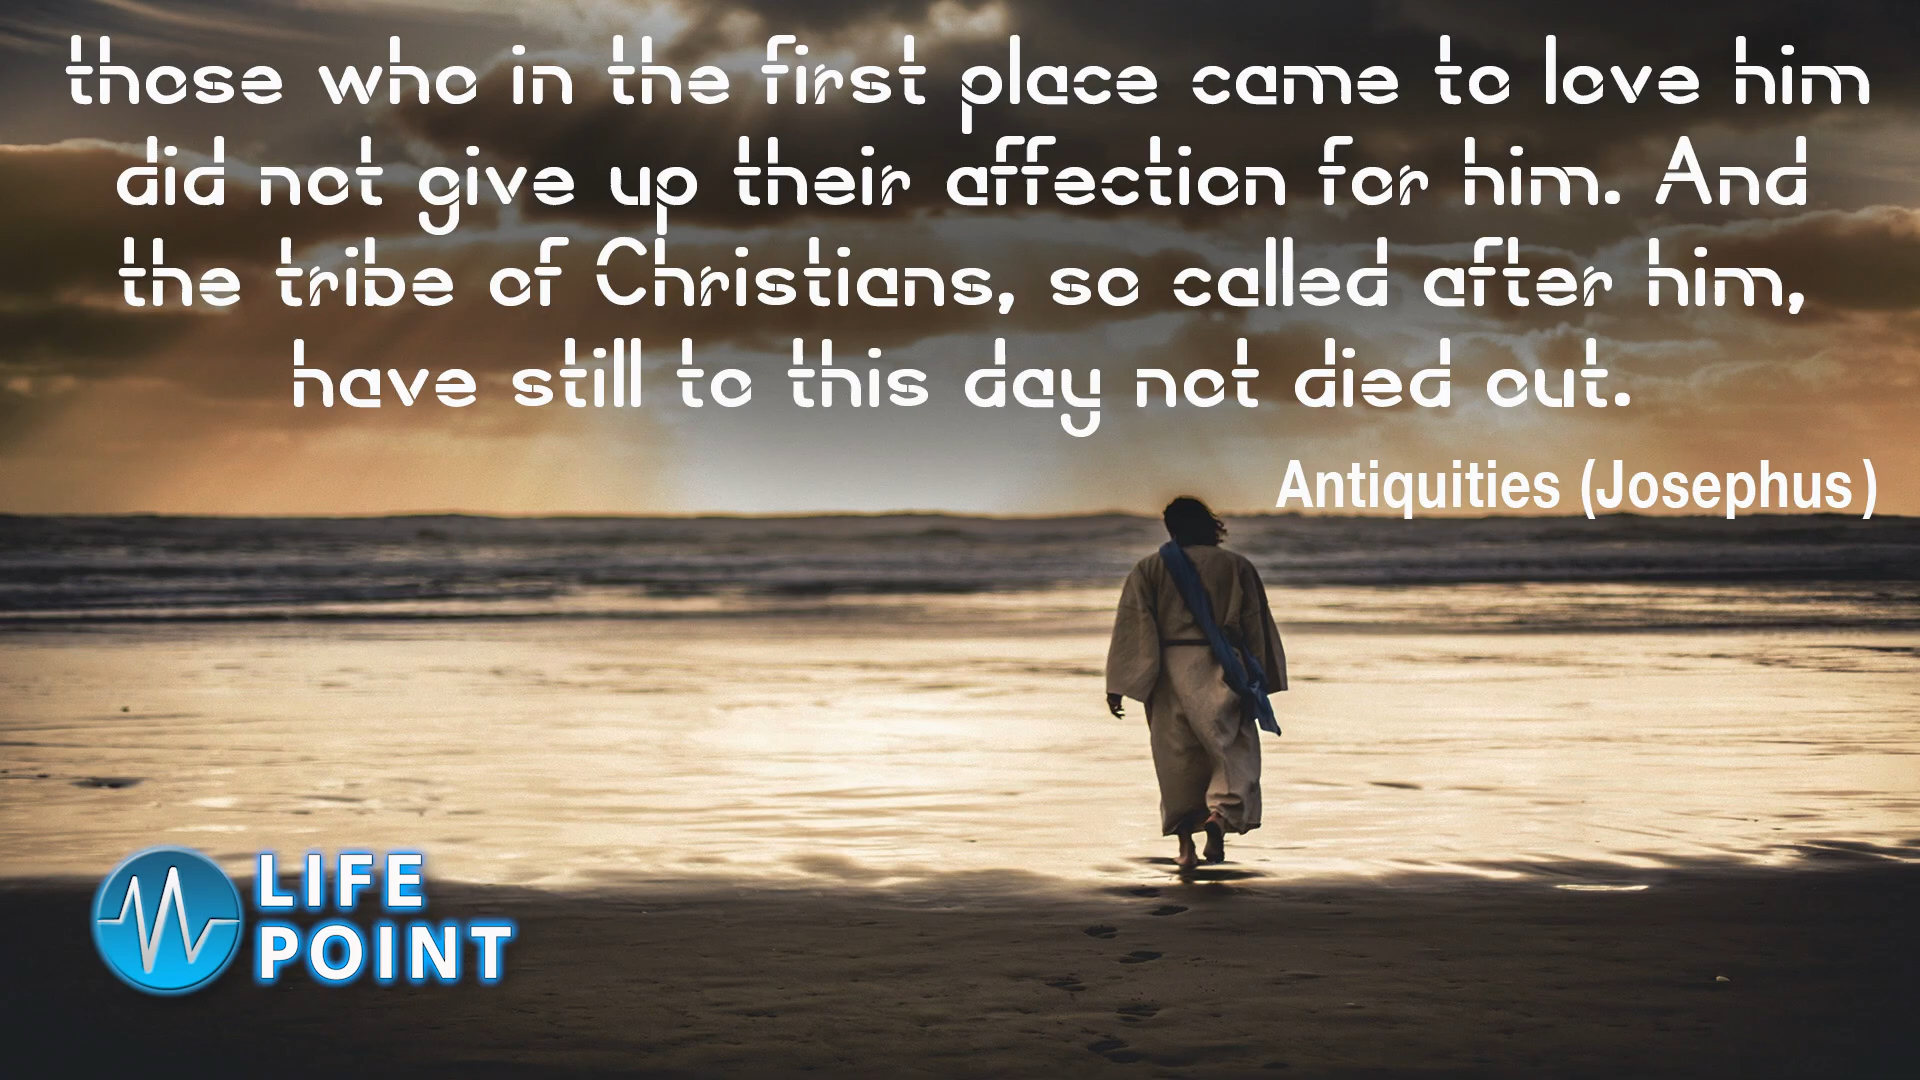 those who in the first place came to love him
did not give up their affection for him. And
the tribe of Christians, so called after him,
have still to this day not died out.
Antiquities (Josephus)
LIFE
POINT